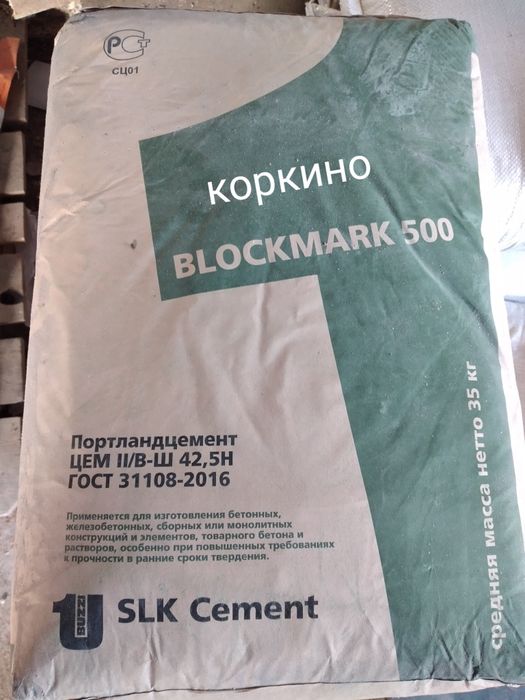 РСТ
СЦ01
коркино
BLOCKMARK 500
Портландцемент
ЦЕМ II/В-Ш 42,5Н
ГОСТ 31108-2016
Применяется для изготовления бетонных,
железобетонных, сборных или монолитных
конструкций и элементов, товарного бетона и
растворов, особенно при повышенных требованиях
к прочности в ранние сроки твердения.
BUZZI
SLK Cement
средняя масса нетто 35 кг